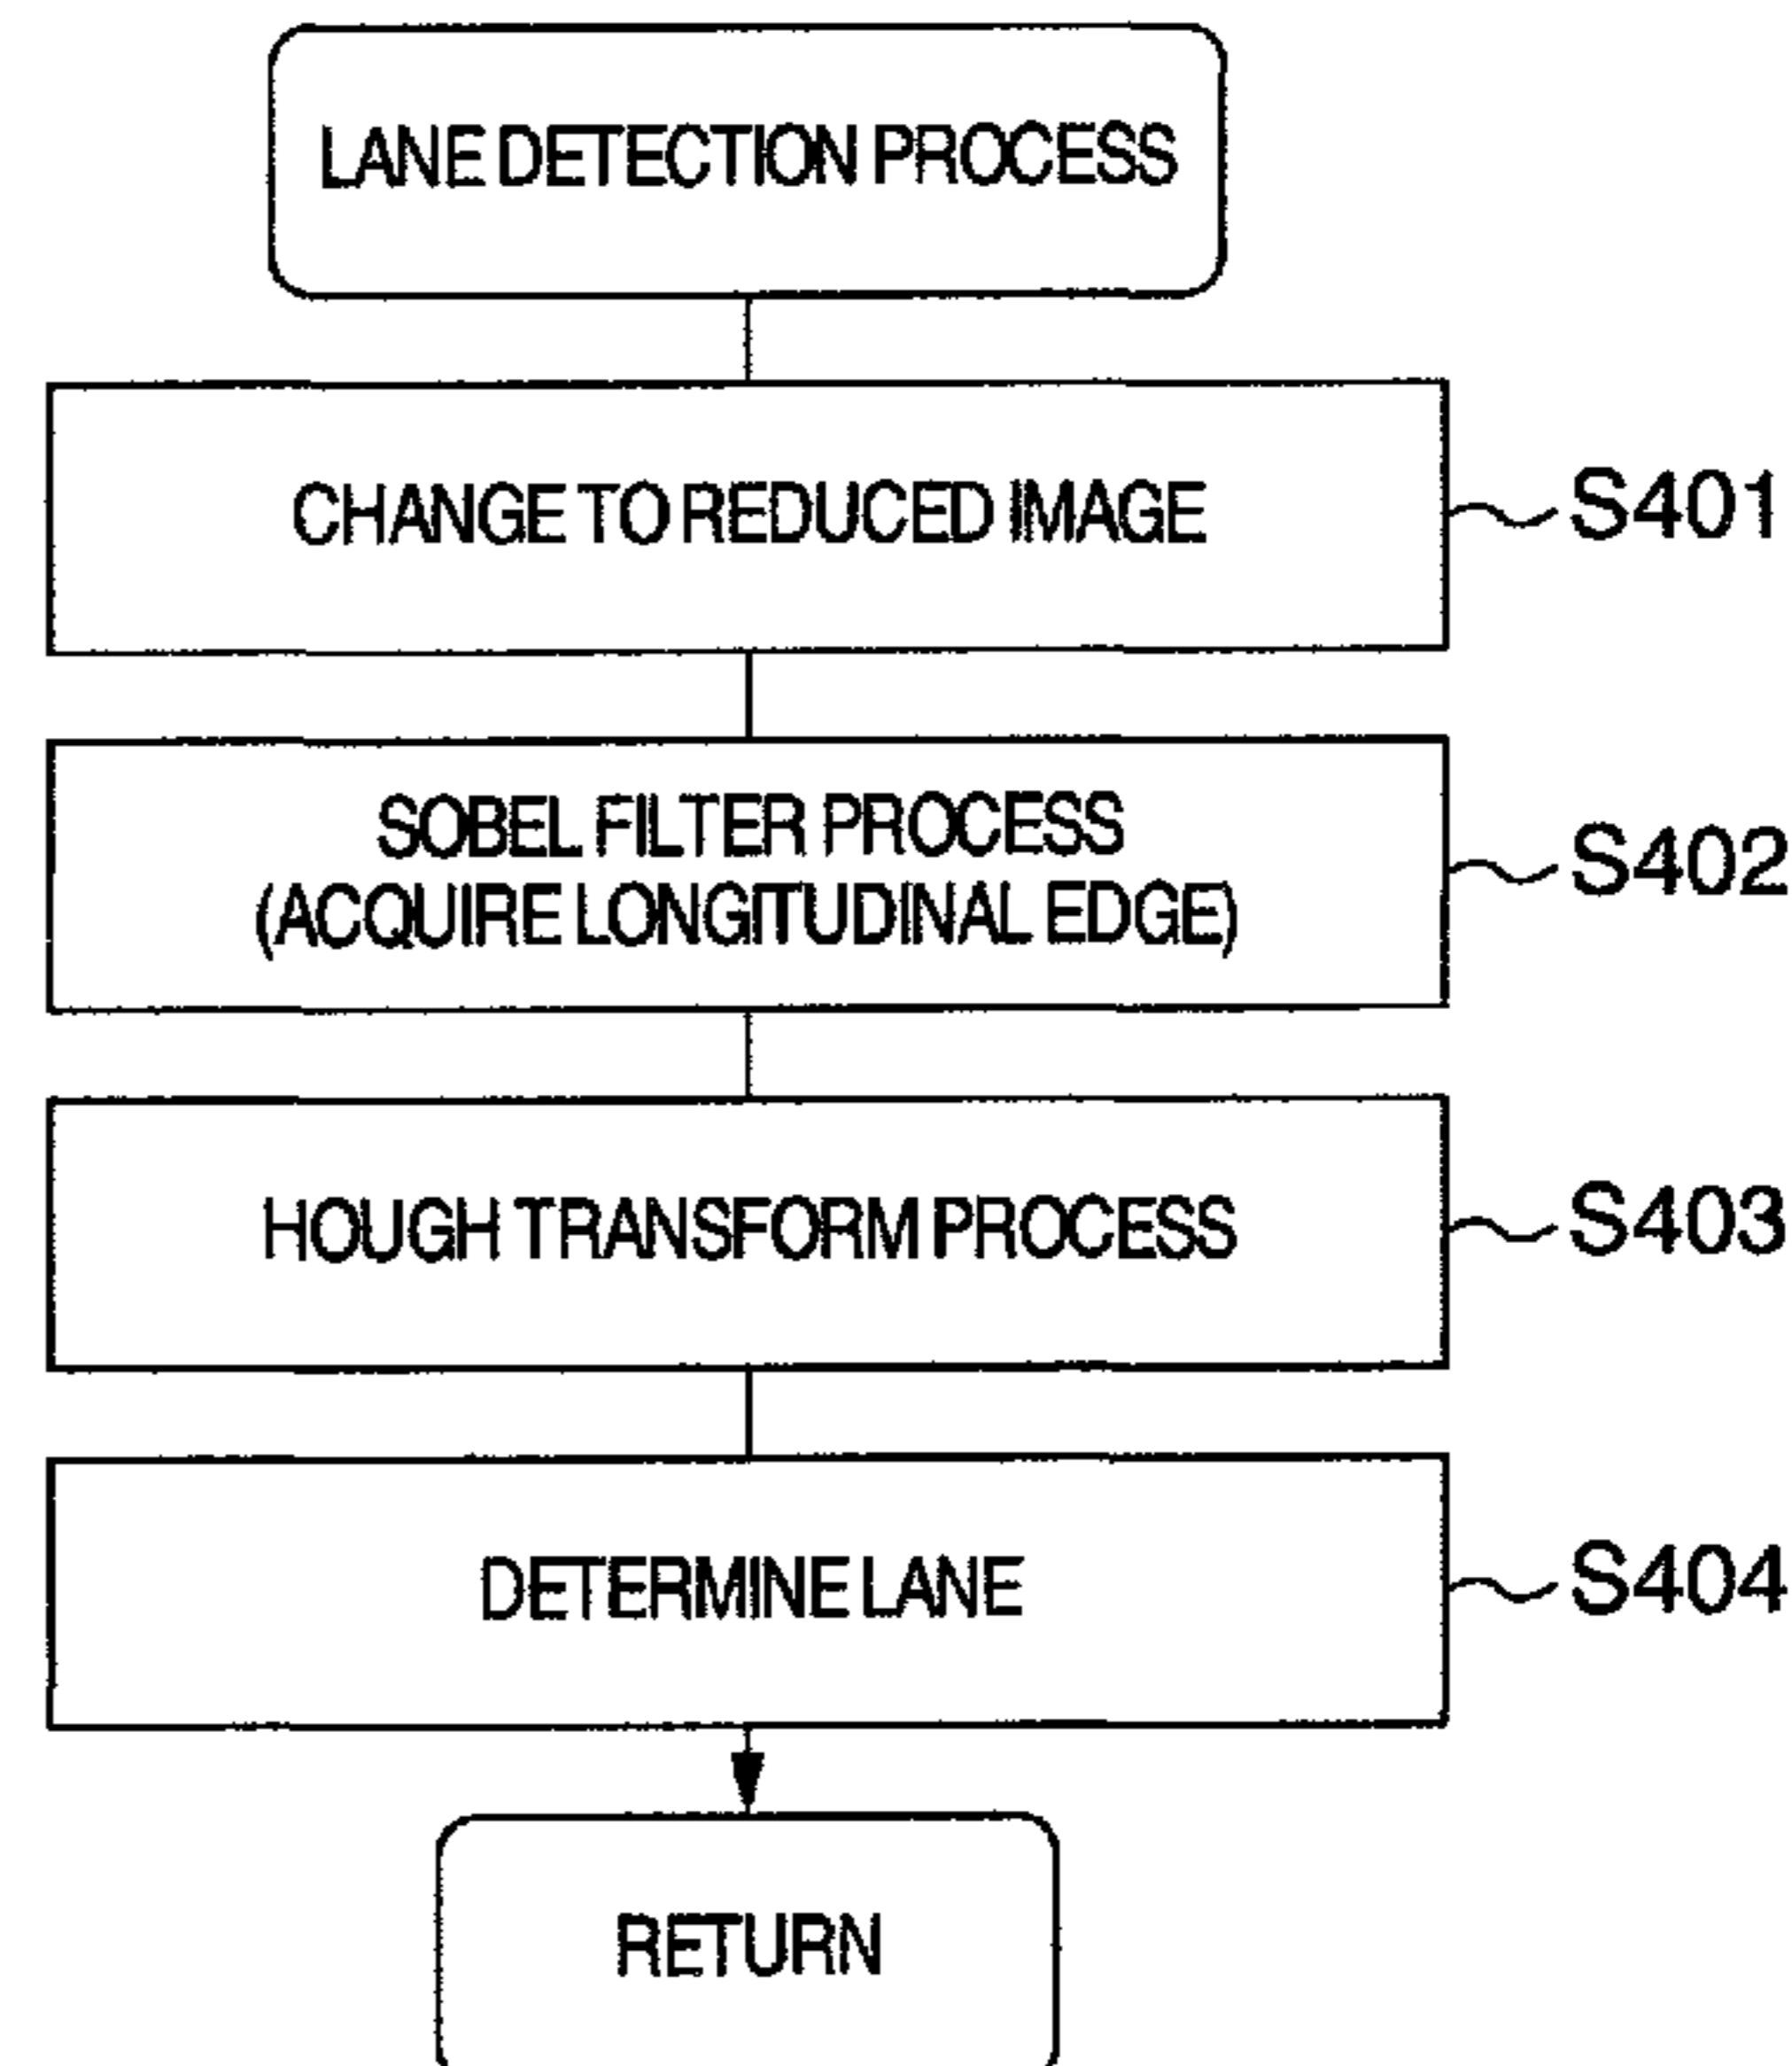 LANE DETECTION PROCESS
CHANGE TO REDUCED IMAGE
S401
SOBEL FILTER PROCESS
(ACQUIRE LONGITUDINAL EDGE)
S402
HOUGH TRANSFORM PROCESS
S403
DETERMINE LANE
S404
RETURN